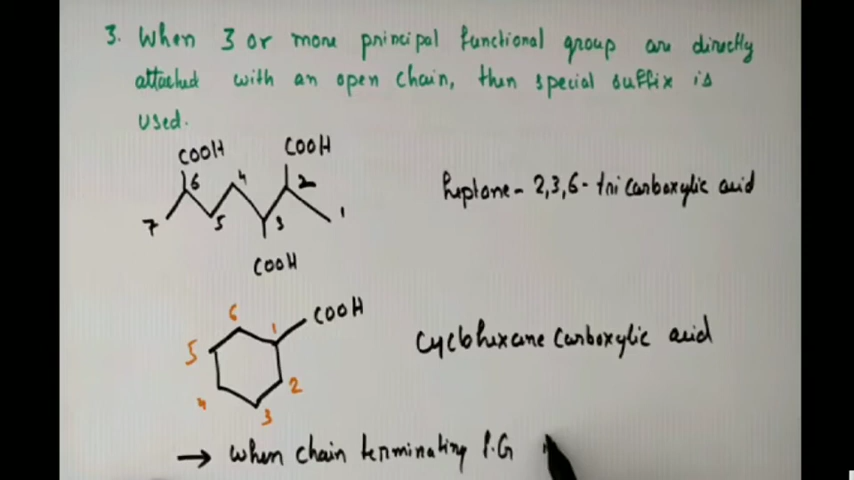 3. When 3 or more principal functional group are directly
attached with an open chain, then special suffix is
used.
COOH COOH
6 4 2
7 5 3 1
COOH
Heptane - 2,3,6 - tricarboxylic acid
6 1 COOH
5
4 3 2
Cyclohexane Carboxylic acid
→ When chain terminating F.G